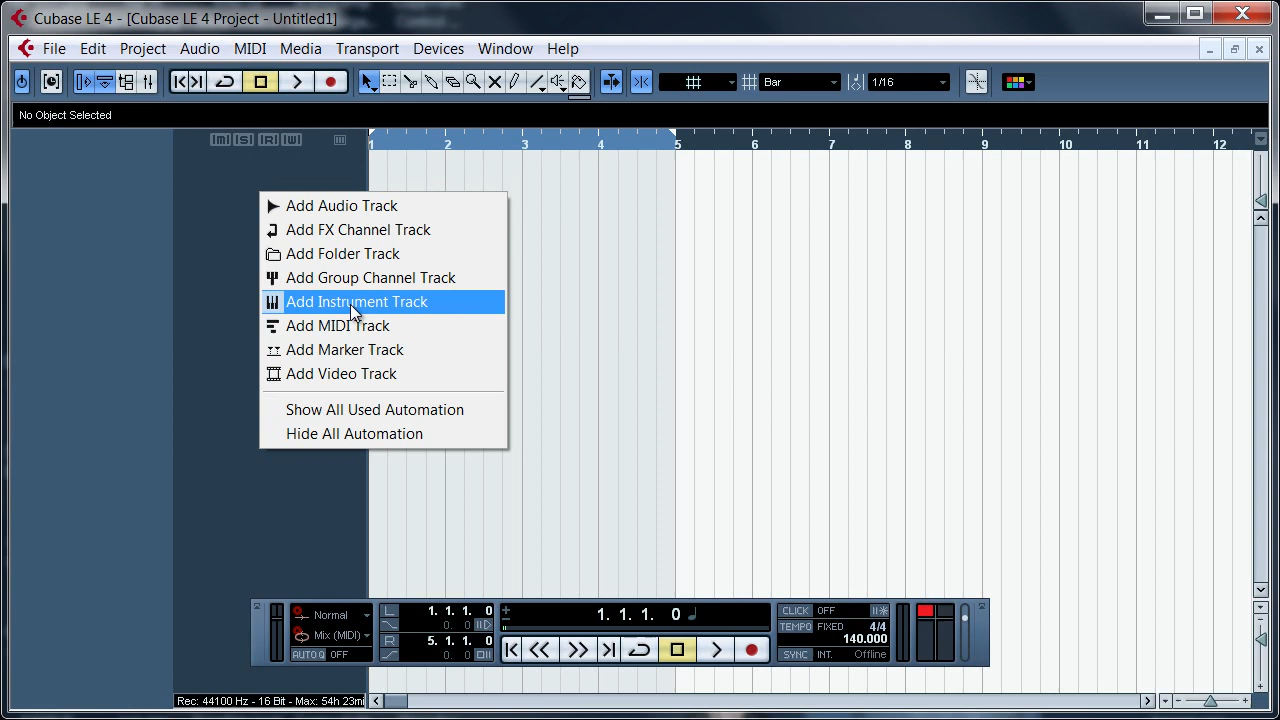 Cubase LE 4 - [Cubase LE 4 Project - Untitled1]
File Edit Project Audio MIDI Media Transport Devices Window Help
Bar 1/16
No Object Selected
[M] [S] [R] [W]
1 2 3 4 5 6 7 8 9 10 11 12
Add Audio Track
Add FX Channel Track
Add Folder Track
Add Group Channel Track
Add Instrument Track
Add MIDI Track
Add Marker Track
Add Video Track
Show All Used Automation
Hide All Automation
Normal L 1. 1. 1. 0 1. 1. 1. 0 CLICK OFF
0. 0 TEMPO FIXED 4/4
Mix (MIDI) R 5. 1. 1. 0 140.000
AUTO Q OFF 0. 0 SYNC INT. Offline
Rec: 44100 Hz - 16 Bit - Max: 54h 23mi